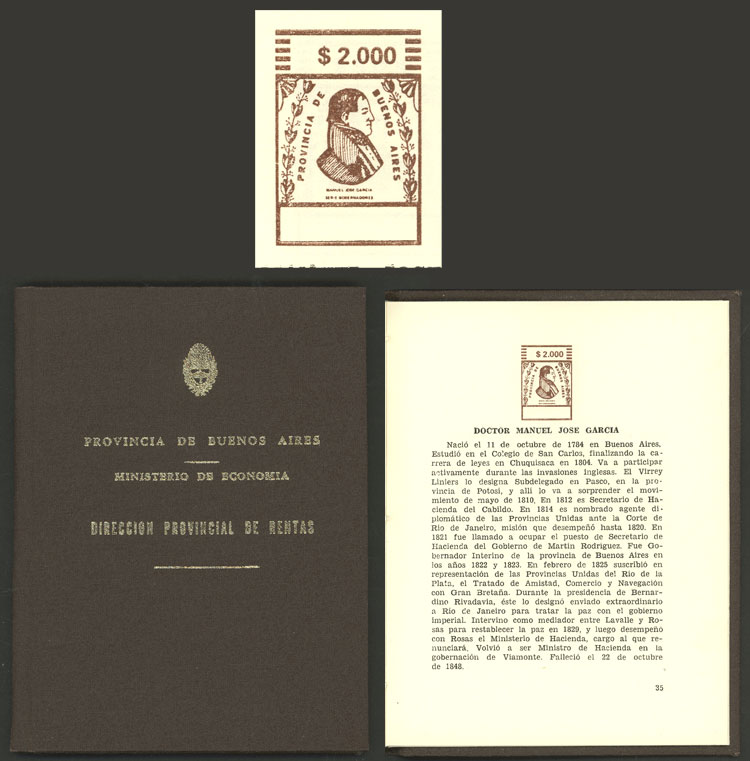 $ 2.000
PROVINCIA DE BUENOS AIRES
MANUEL JOSE GARCIA
SERIE GOBERNADORES
PROVINCIA DE BUENOS AIRES
MINISTERIO DE ECONOMIA
DIRECCION PROVINCIAL DE RENTAS
$ 2.000
PROVINCIA DE BUENOS AIRES
DOCTOR MANUEL JOSE GARCIA
Nació el 11 de octubre de 1784 en Buenos Aires.
Estudió en el Colegio de San Carlos, finalizando la ca-
rrera de leyes en Chuquisaca en 1804. Va a participar
activamente durante las invasiones inglesas. El Virrey
Liniers lo designa Subdelegado en Pasco, en la pro-
vincia de Potosí, y allí lo va a sorprender el movi-
miento de mayo de 1810. En 1812 es Secretario de Ha-
cienda del Cabildo. En 1814 es nombrado agente di-
plomático de las Provincias Unidas ante la Corte de
Río de Janeiro, misión que desempeñó hasta 1820. En
1821 fue llamado a ocupar el puesto de Secretario de
Hacienda del Gobierno de Martín Rodríguez. Fue Go-
bernador Interino de la provincia de Buenos Aires en
los años 1822 y 1823. En febrero de 1825 suscribió en
representación de las Provincias Unidas del Río de la
Plata, el Tratado de Amistad, Comercio y Navegación
con Gran Bretaña. Durante la presidencia de Bernar-
dino Rivadavia, éste lo designó enviado extraordinario
a Río de Janeiro para tratar la paz con el gobierno
imperial. Intervino como mediador entre Lavalle y Ro-
sas para restablecer la paz en 1829, y luego desempeñó
con Rosas el Ministerio de Hacienda, cargo al que re-
nunciará. Volvió a ser Ministro de Hacienda en la
gobernación de Viamonte. Falleció el 22 de octubre
de 1848.
35